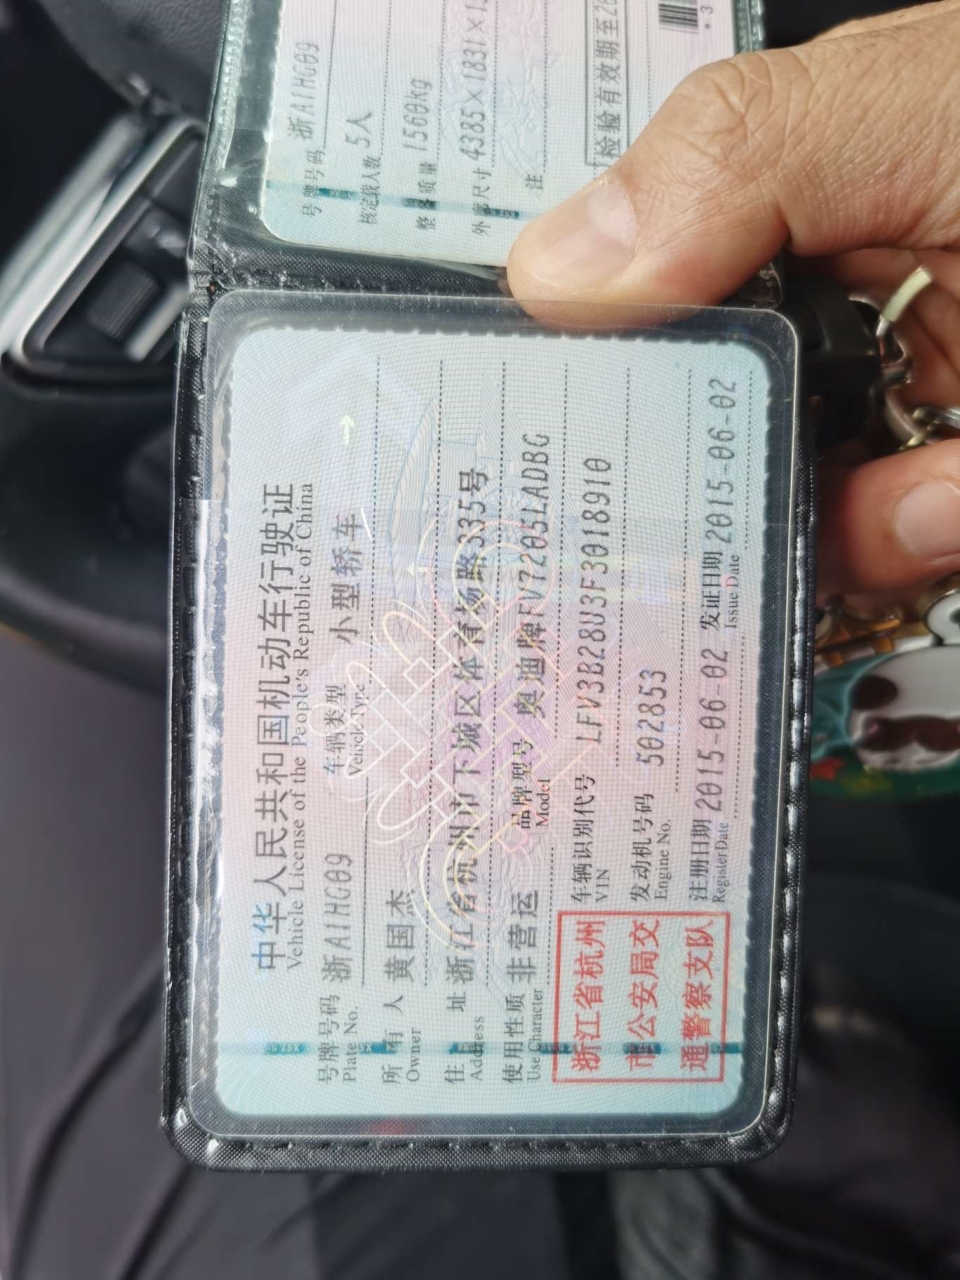 中华人民共和国机动车行驶证
Vehicle License of the People's Republic of China
号牌号码 浙A1HG09 车辆类型 小型轿车
Plate No. Vehicle Type
所有人 黄国杰
Owner
住址 浙江省杭州市下城区体育场路335号
Address
使用性质 非营运 品牌型号 奥迪牌FV7205LADBG
Use Character Model
浙江省杭州
市公安局交
通警察支队
车辆识别代号 LFV3B28U3F3018910
VIN
发动机号码 502853
Engine No.
注册日期 2015-06-02 发证日期 2015-06-02
Register Date Issue Date
号牌号码 浙A1HG09
核定载人数 5人
整备质量 1560kg
外廓尺寸 4385×1831×1
注
检验有效期至